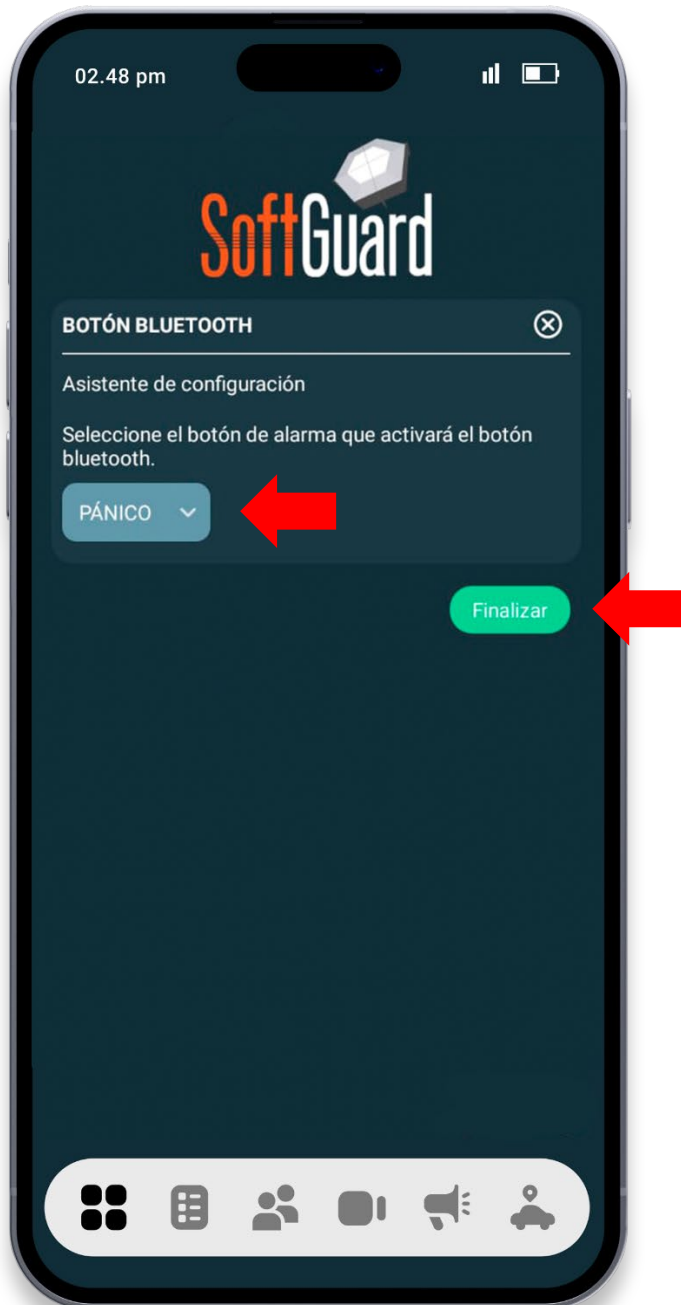 02.48 pm
SoftGuard
BOTÓN BLUETOOTH
Asistente de configuración
Seleccione el botón de alarma que activará el botón
bluetooth.
PÁNICO
Finalizar